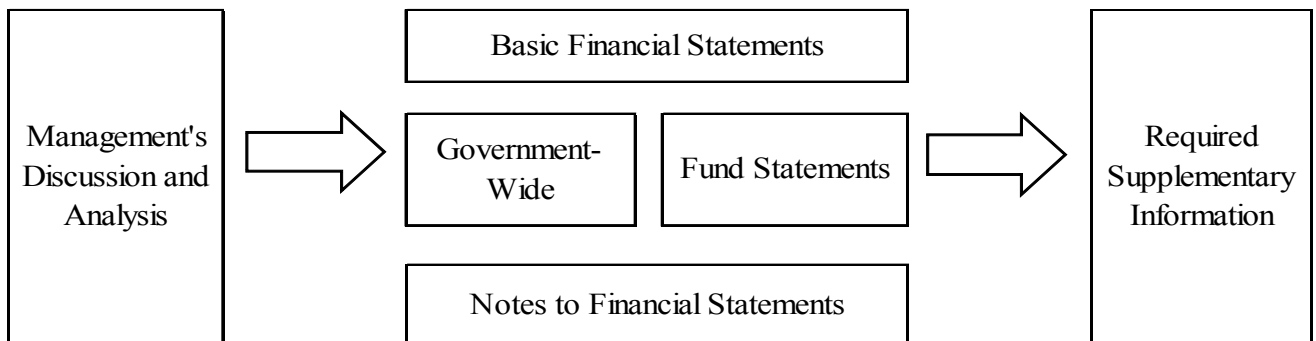 Management's
Discussion and
Analysis
Basic Financial Statements
Government-
Wide
Fund Statements
Notes to Financial Statements
Required
Supplementary
Information